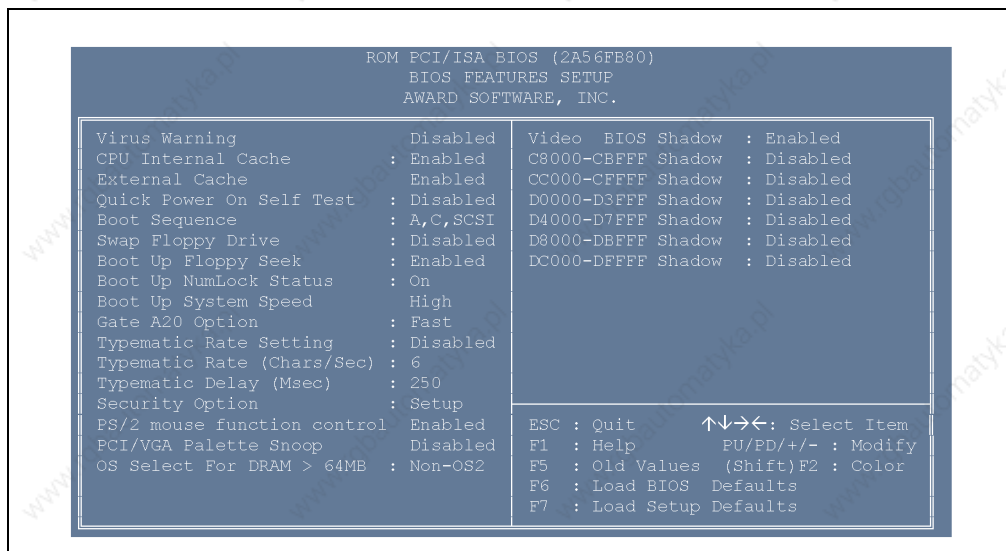 ROM PCI/ISA BIOS (2A56FB80)
BIOS FEATURES SETUP
AWARD SOFTWARE, INC.
Virus Warning Disabled
CPU Internal Cache : Enabled
External Cache Enabled
Quick Power On Self Test : Disabled
Boot Sequence : A,C,SCSI
Swap Floppy Drive : Disabled
Boot Up Floppy Seek : Enabled
Boot Up NumLock Status : On
Boot Up System Speed High
Gate A20 Option : Fast
Typematic Rate Setting : Disabled
Typematic Rate (Chars/Sec) : 6
Typematic Delay (Msec) : 250
Security Option : Setup
PS/2 mouse function control Enabled
PCI/VGA Palette Snoop Disabled
OS Select For DRAM > 64MB : Non-OS2
Video BIOS Shadow : Enabled
C8000-CBFFF Shadow : Disabled
CC000-CFFFF Shadow : Disabled
D0000-D3FFF Shadow : Disabled
D4000-D7FFF Shadow : Disabled
D8000-DBFFF Shadow : Disabled
DC000-DFFFF Shadow : Disabled
ESC : Quit ↑↓→←: Select Item
F1 : Help PU/PD/+/- : Modify
F5 : Old Values (Shift)F2 : Color
F6 : Load BIOS Defaults
F7 : Load Setup Defaults
www.rgbautomatyka.pl